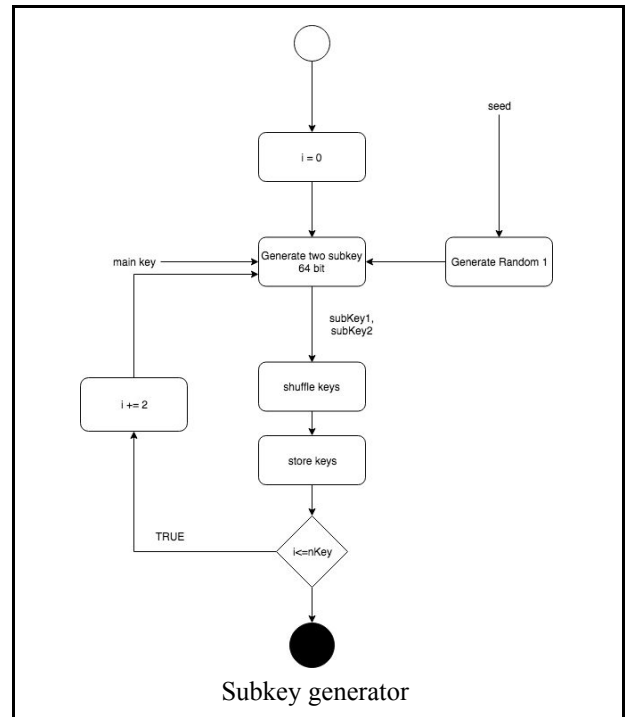 seed
i = 0
main key
Generate two subkey
64 bit
Generate Random 1
subKey1,
subKey2
shuffle keys
i += 2
store keys
TRUE
i<=nKey
Subkey generator